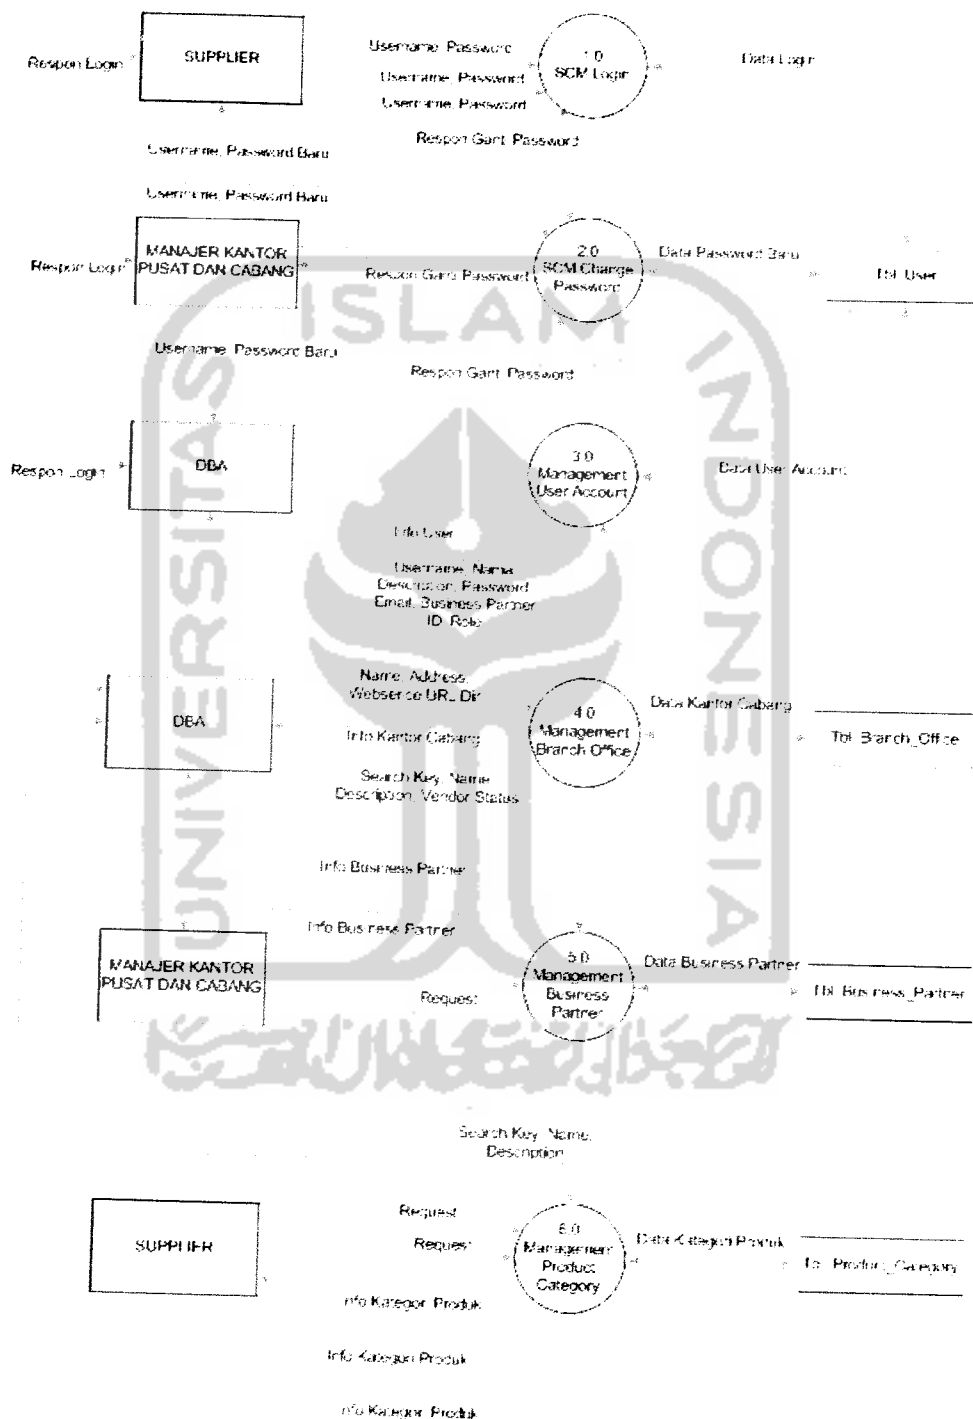 SUPPLIER
Respon Login
Username, Password
1.0
SCM Login
Data Login
Username, Password
Username, Password
Respon Ganti Password
Username, Password Baru
Username, Password Baru
MANAJER KANTOR
PUSAT DAN CABANG
Respon Login
Respon Ganti Password
2.0
SCM Change
Password
Data Password Baru
Tbl_User
Username, Password Baru
Respon Ganti Password
DBA
Respon Login
3.0
Management
User Account
Data User Account
Info User
Username, Name
Description, Password
Email, Business Partner
ID, Role
DBA
Name, Address,
URL Dir
Info Kantor Cabang
4.0
Management
Branch Office
Data Kantor Cabang
Tbl_Branch_Office
Search Key, Name
Description, Vendor Status
Info Business Partner
Info Business Partner
MANAJER KANTOR
PUSAT DAN CABANG
Request
5.0
Management
Business
Partner
Data Business Partner
Tbl_Business_Partner
Search Key, Name,
Description
SUPPLIER
Request
Request
6.0
Management
Product
Category
Data Kategori Produk
Tbl_Product_Category
Info Kategori Produk
Info Kategori Produk
Info Kategori Produk
UNIVERSITAS
ISLAM
INDONESIA